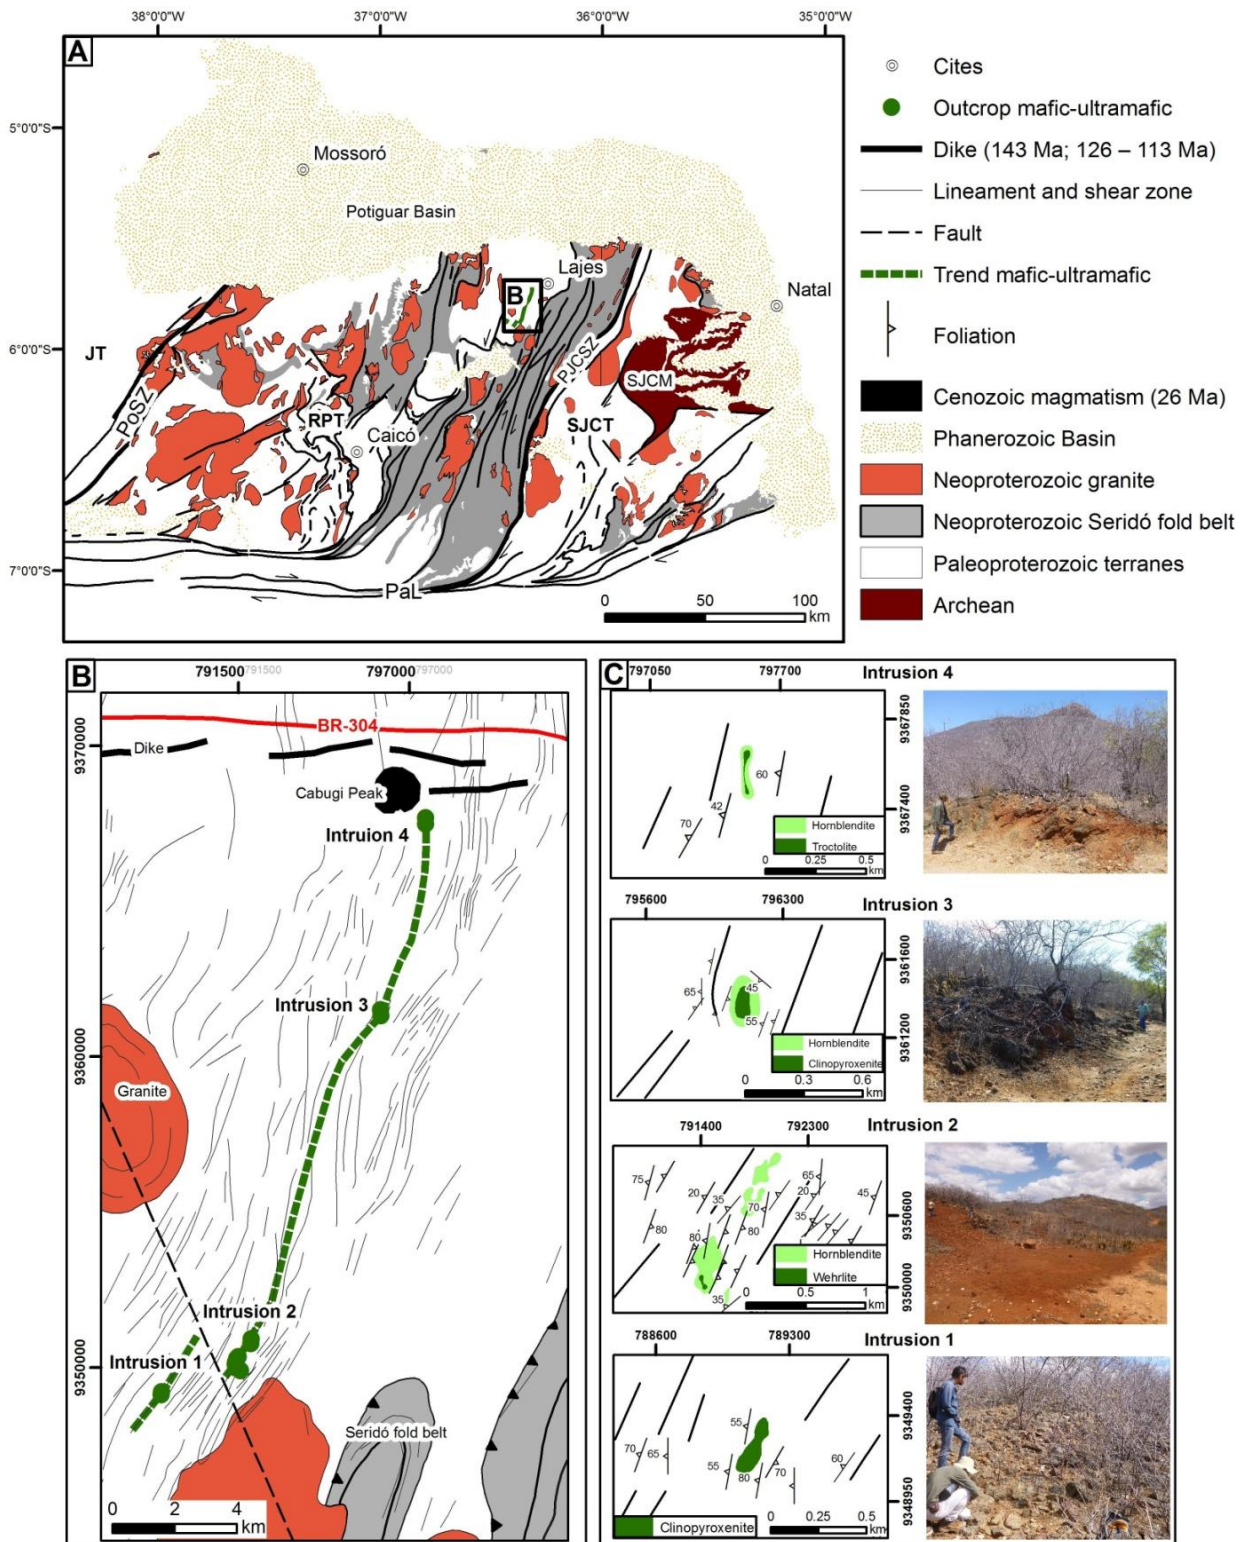 38°0'0"W
37°0'0"W
36°0'0"W
35°0'0"W
A
5°0'0"S
6°0'0"S
7°0'0"S
Mossoró
Potiguar Basin
Lajes
B
Natal
JT
PoSZ
RPT
Caicó
PJCSZ
SJCM
SJCT
PaL
0 50 100
km
Cites
Outcrop mafic-ultramafic
Dike (143 Ma; 126 – 113 Ma)
Lineament and shear zone
Fault
Trend mafic-ultramafic
Foliation
Cenozoic magmatism (26 Ma)
Phanerozoic Basin
Neoproterozoic granite
Neoproterozoic Seridó fold belt
Paleoproterozoic terranes
Archean
B
791500 791500
797000 797000
9370000
9360000
9350000
BR-304
Dike
Cabugi Peak
Intruion 4
Intrusion 3
Granite
Intrusion 2
Intrusion 1
Seridó fold belt
0 2 4
km
C
797050
797700
Intrusion 4
9367850
9367400
60
42
70
Hornblendite
Troctolite
0 0.25 0.5
km
Intrusion 3
795600
796300
9361600
9361200
65
45
55
Hornblendite
Clinopyroxenite
0 0.3 0.6
km
Intrusion 2
791400
792300
9350600
9350000
75
20
35
65
20
45
70
35
80
80
80
35
Hornblendite
Wehrlite
0 0.5 1
km
Intrusion 1
788600
789300
9349400
9348950
55
70
65
55
80
70
60
Clinopyroxenite
0 0.25 0.5
km